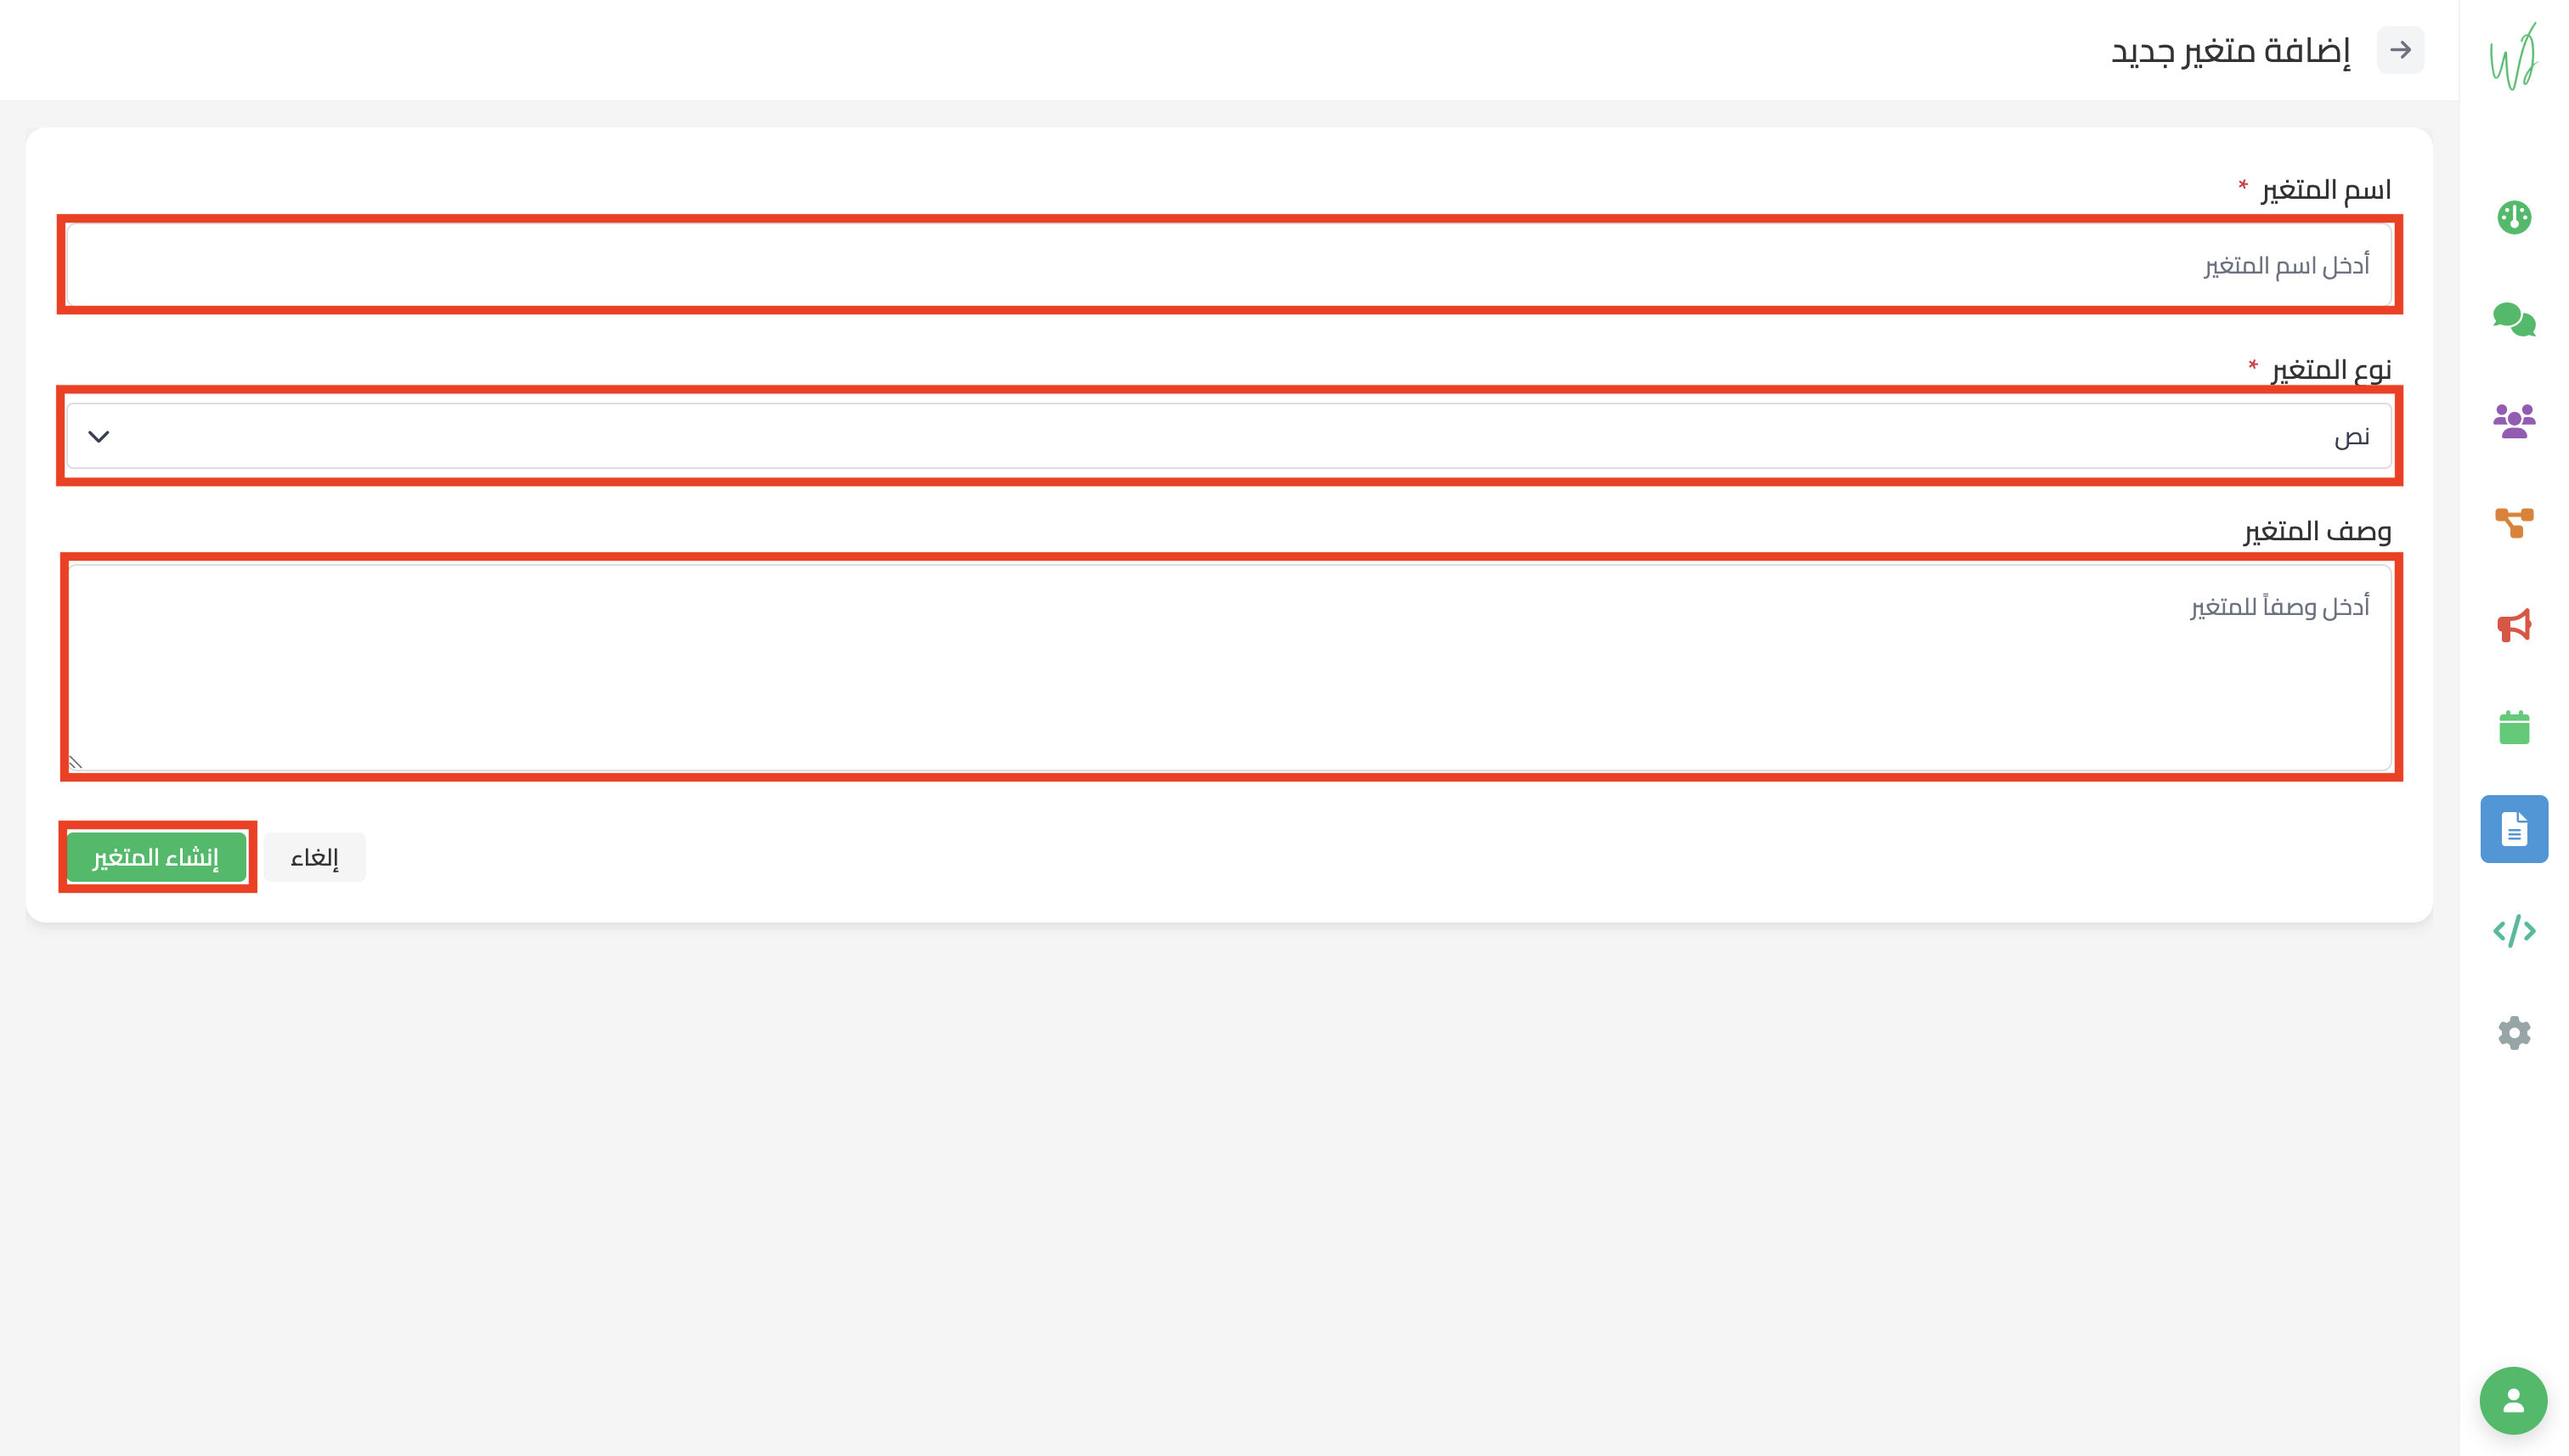 إضافة متغير جديد
اسم المتغير *
أدخل اسم المتغير
نوع المتغير *
نص
وصف المتغير
أدخل وصفاً للمتغير
إلغاء
إنشاء المتغير